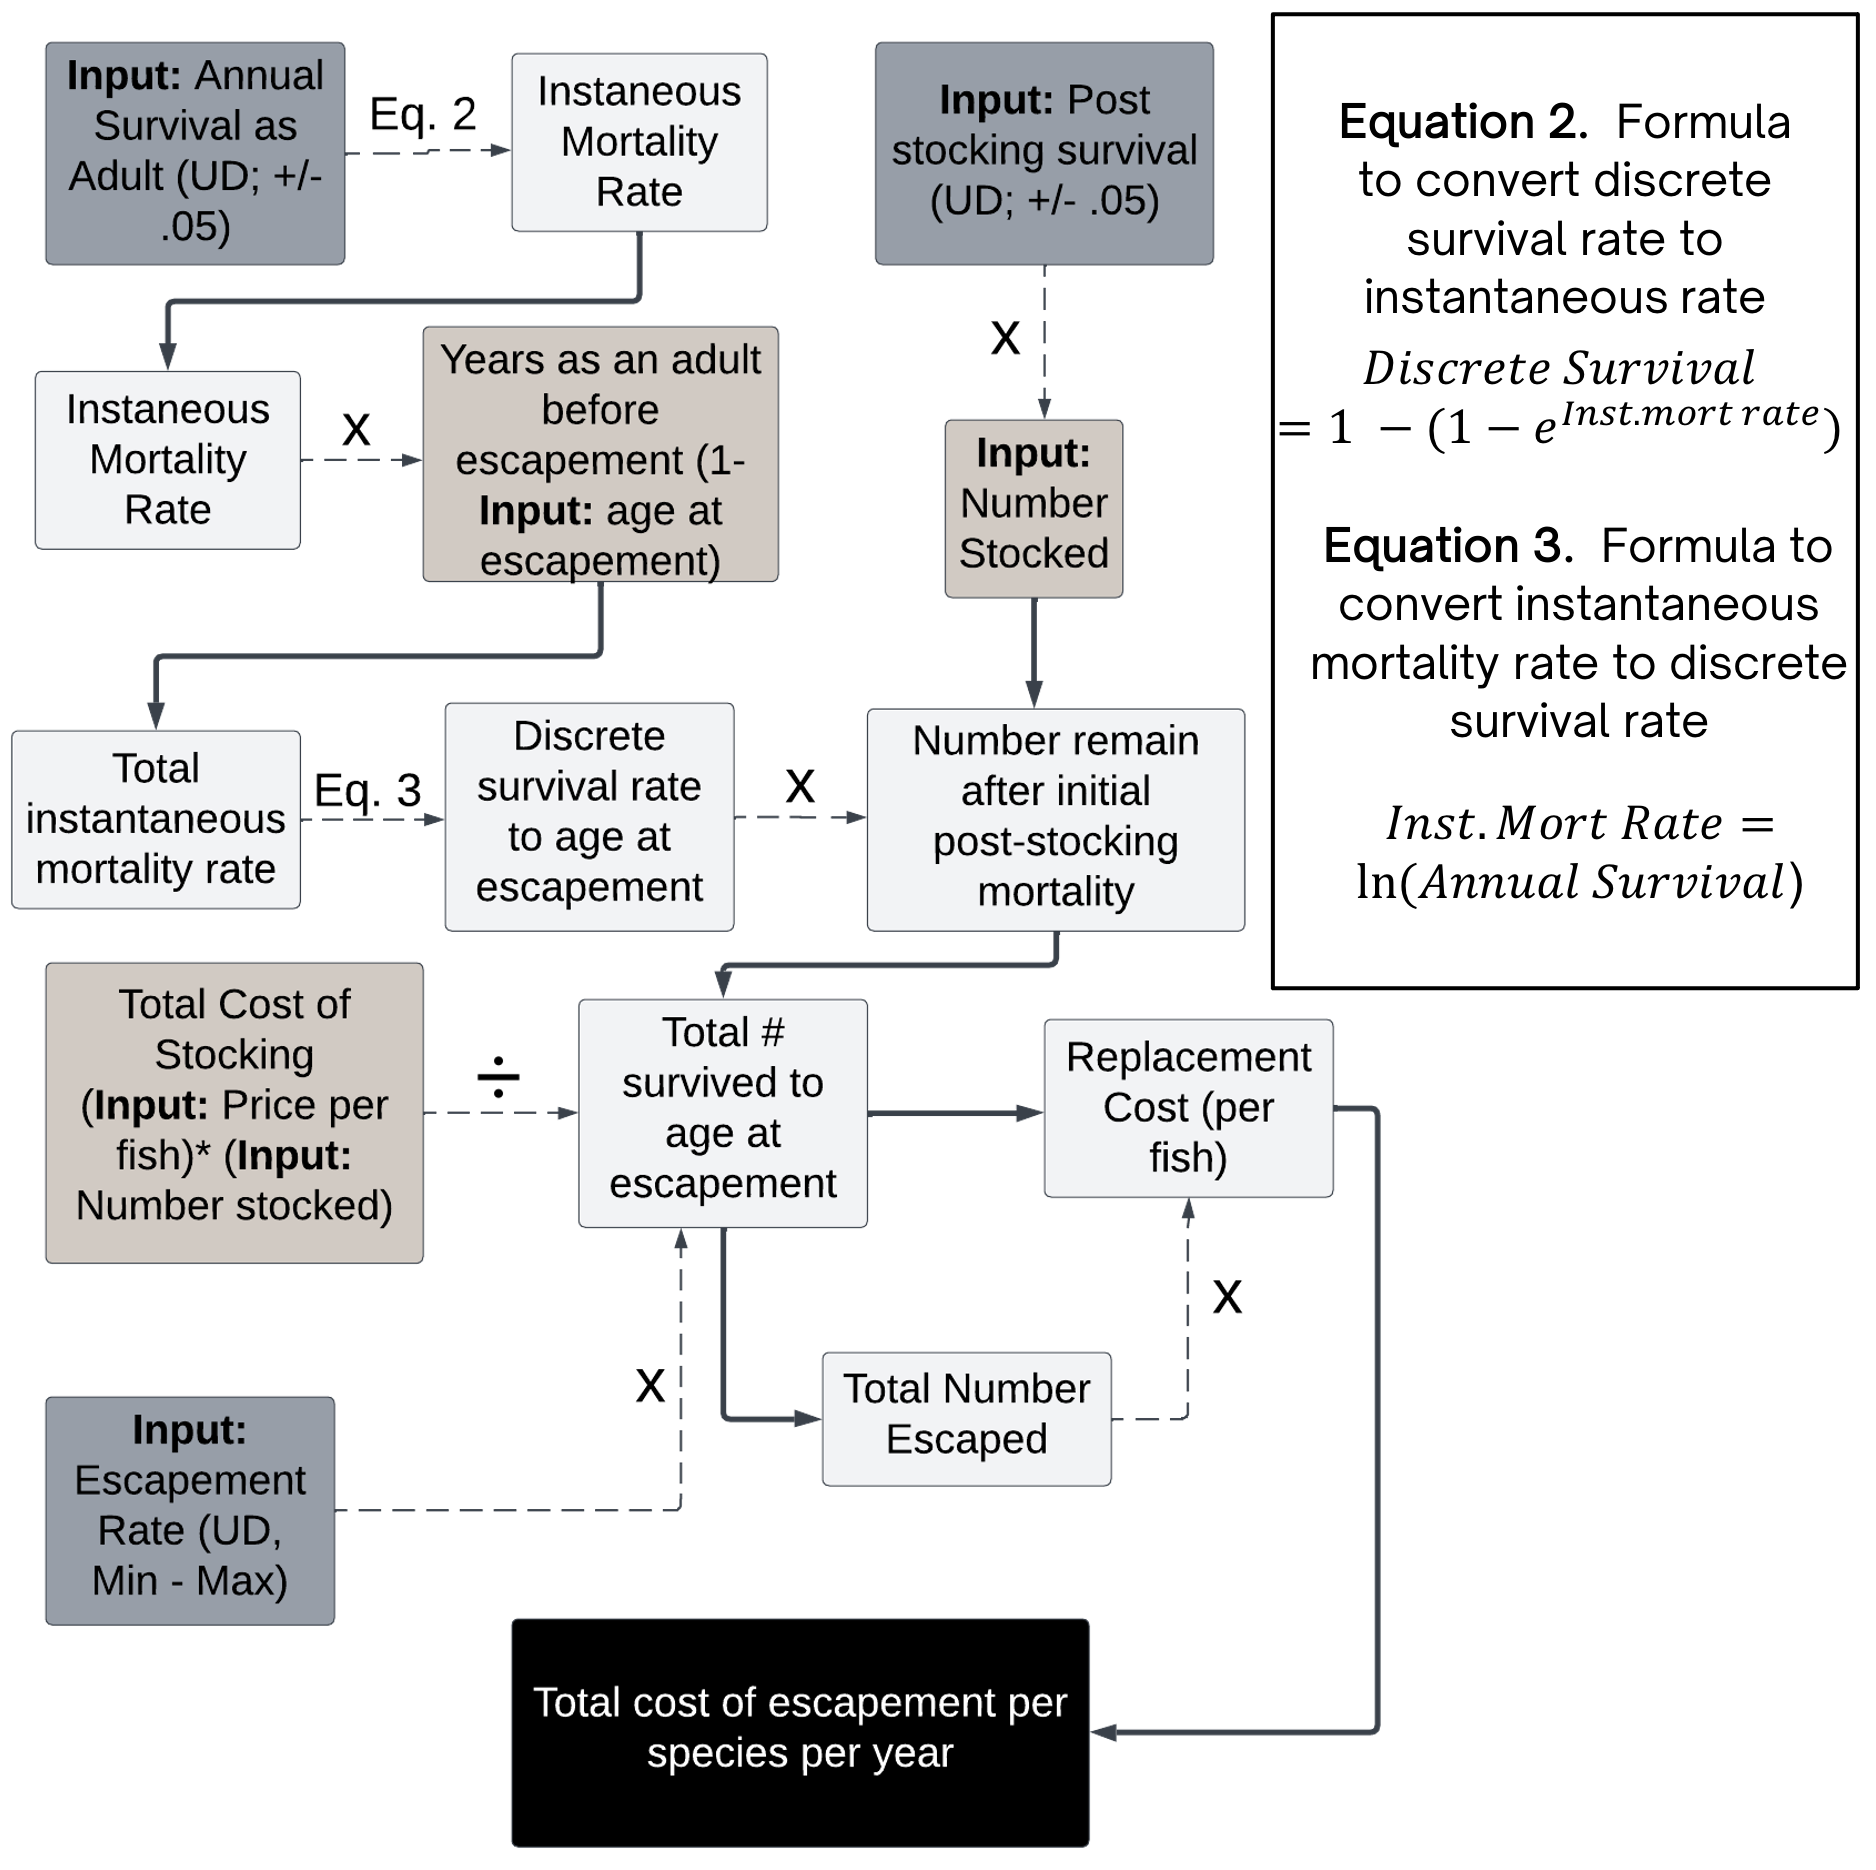 Input: Annual
Survival as
Adult (UD; +/-
.05)
Eq. 2
Instaneous
Mortality
Rate
Input: Post
stocking survival
(UD; +/- .05)
x
Instaneous
Mortality
Rate
x
Years as an adult
before
escapement (1-
Input: age at
escapement)
Input:
Number
Stocked
Total
instantaneous
mortality rate
Eq. 3
Discrete
survival rate
to age at
escapement
x
Number remain
after initial
post-stocking
mortality
Total Cost of
Stocking
(Input: Price per
fish)* (Input:
Number stocked)
÷
Total #
survived to
age at
escapement
Replacement
Cost (per
fish)
x
x
Total Number
Escaped
Input:
Escapement
Rate (UD,
Min - Max)
Total cost of escapement per
species per year
Equation 2. Formula
to convert discrete
survival rate to
instantaneous rate
Discrete Survival
= 1 − (1 − e^Inst.mort rate)
Equation 3. Formula to
convert instantaneous
mortality rate to discrete
survival rate
Inst. Mort Rate =
ln(Annual Survival)